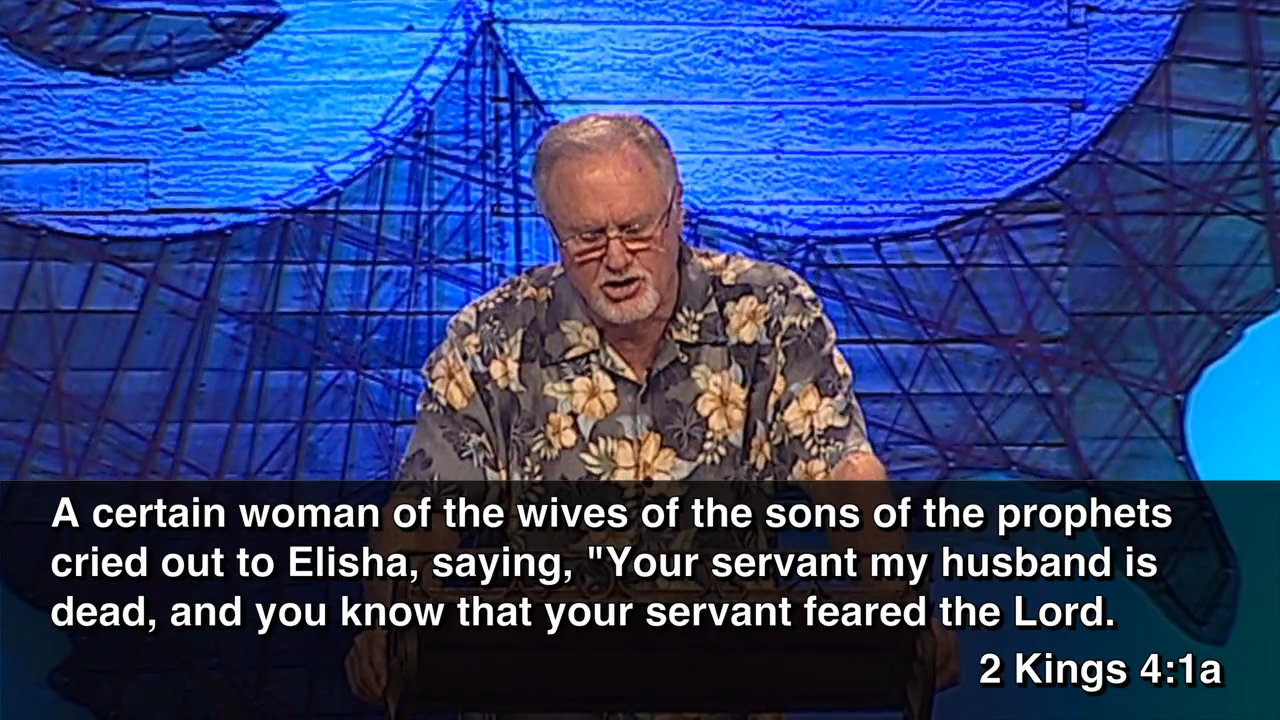 A certain woman of the wives of the sons of the prophets
cried out to Elisha, saying, "Your servant my husband is
dead, and you know that your servant feared the Lord.
2 Kings 4:1a